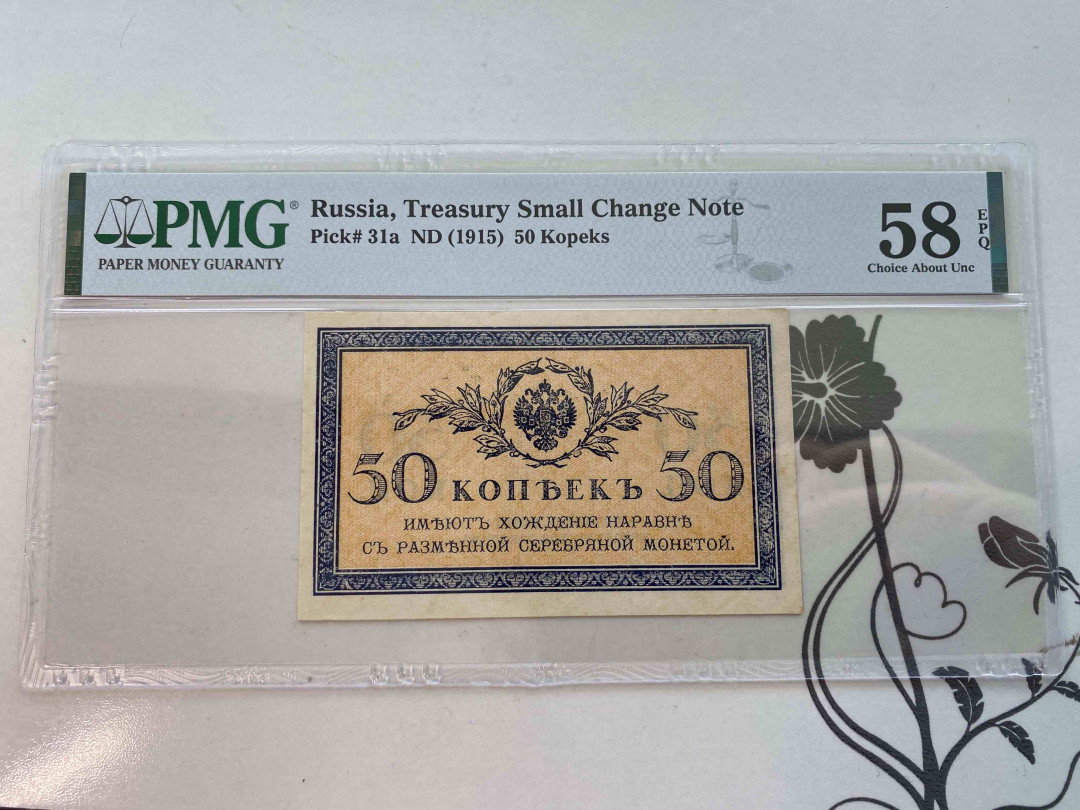 PMG®
PAPER MONEY GUARANTY
Russia, Treasury Small Change Note
Pick# 31a ND (1915) 50 Kopeks
58
EPQ
Choice About Unc
50 КОПѢЕКЪ 50
ИМѢЮТЪ ХОЖДЕНІЕ НАРАВНѢ
СЪ РАЗМѢННОЙ СЕРЕБРЯНОЙ МОНЕТОЙ.